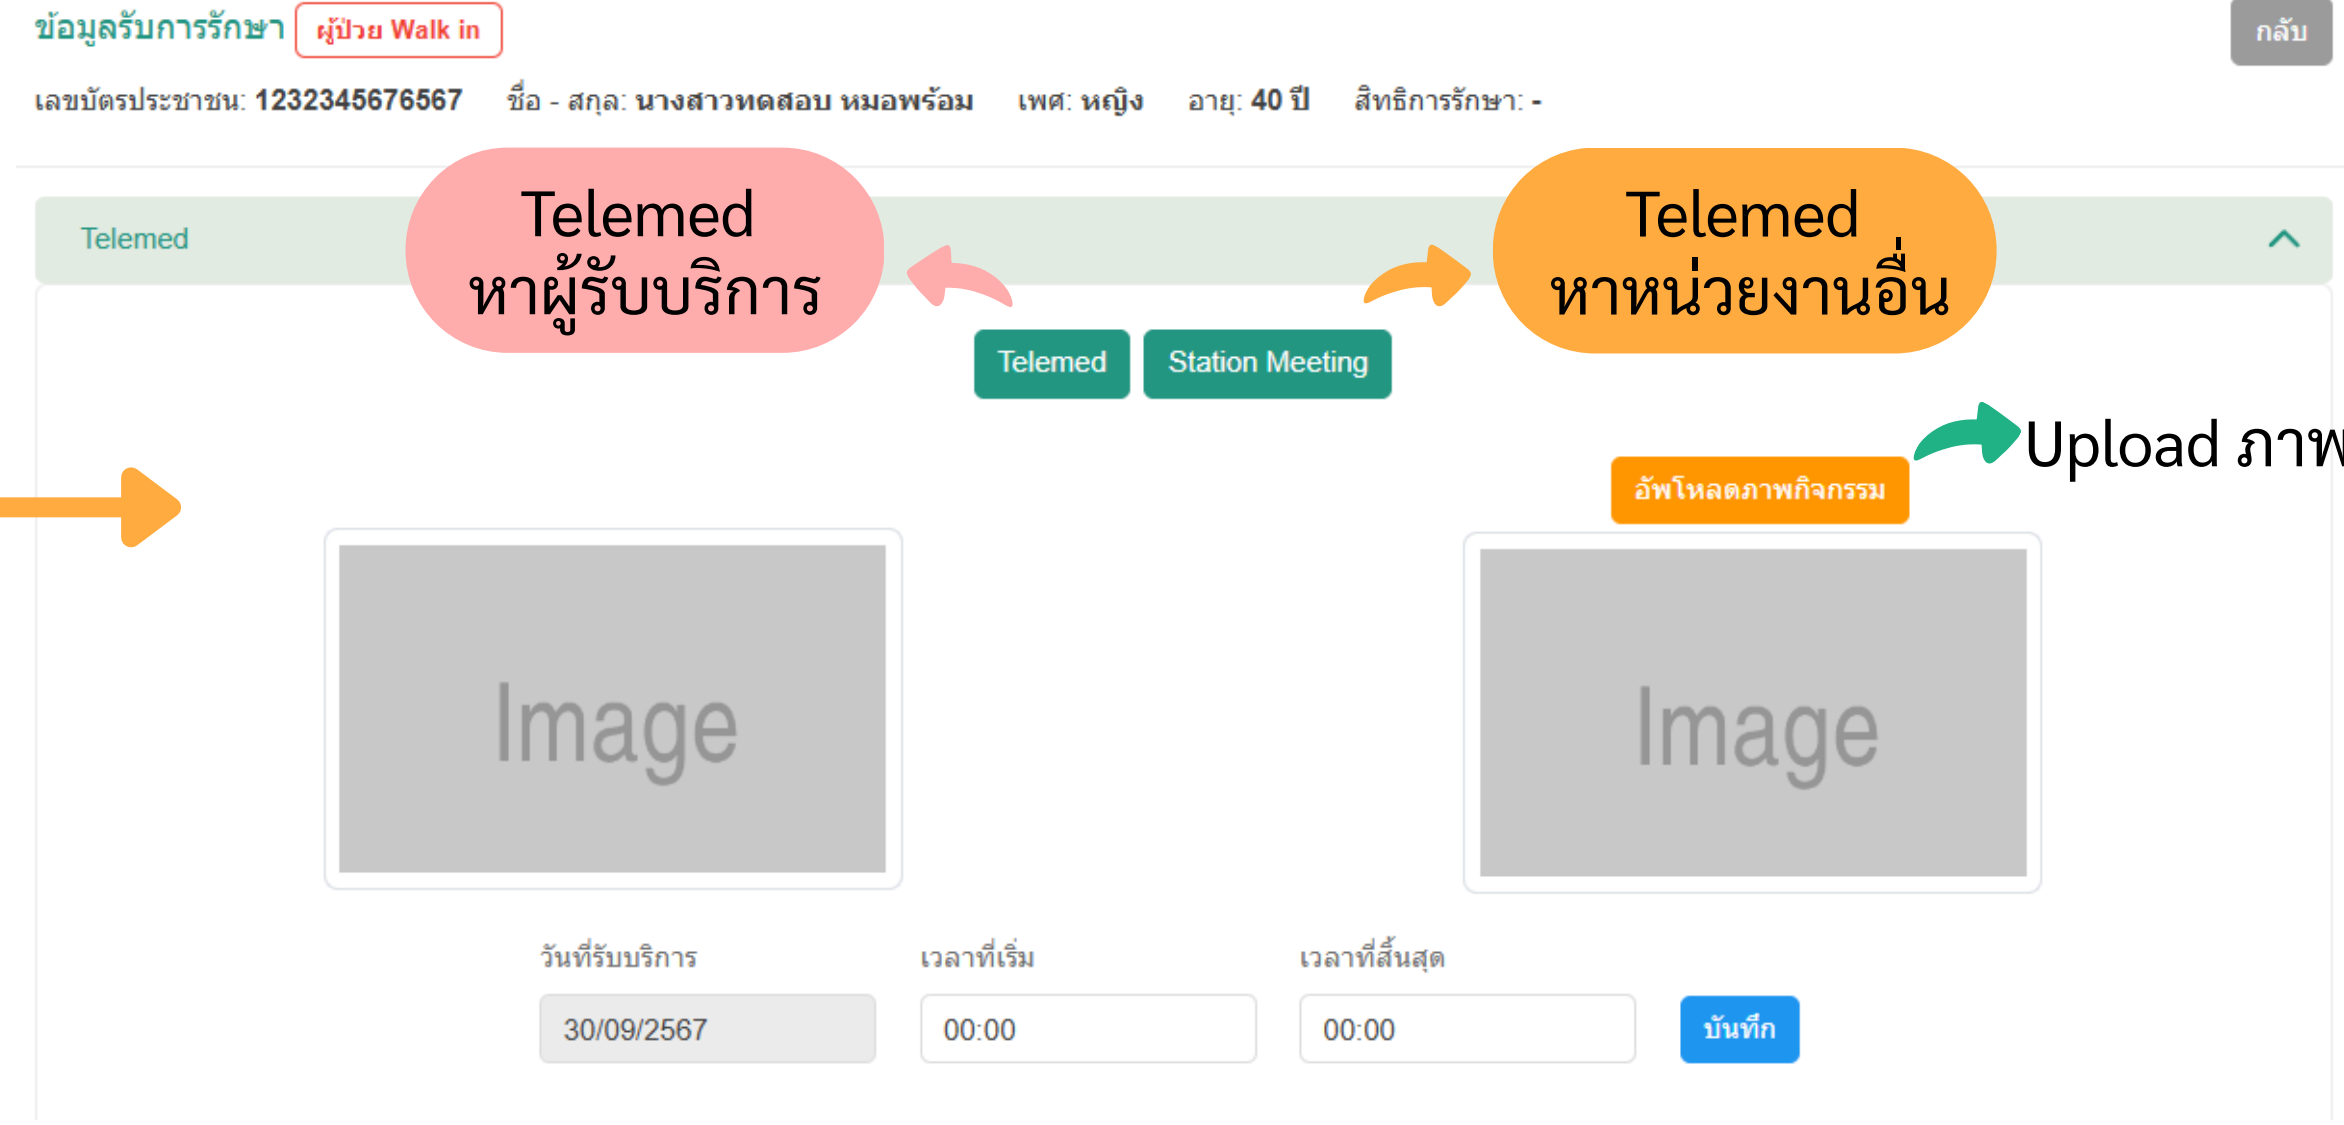 ข้อมูลรับการรักษา ผู้ป่วย Walk in กลับ
เลขบัตรประชาชน: 1232345676567 ชื่อ - สกุล: นางสาวทดสอบ หมอพร้อม เพศ: หญิง อายุ: 40 ปี สิทธิการรักษา: -
Telemed
Telemed
หาผู้รับบริการ
Telemed
หาหน่วยงานอื่น
Telemed Station Meeting
Upload ภาพ
อัพโหลดภาพกิจกรรม
Image
Image
วันที่รับบริการ เวลาที่เริ่ม เวลาที่สิ้นสุด
30/09/2567 00:00 00:00 บันทึก